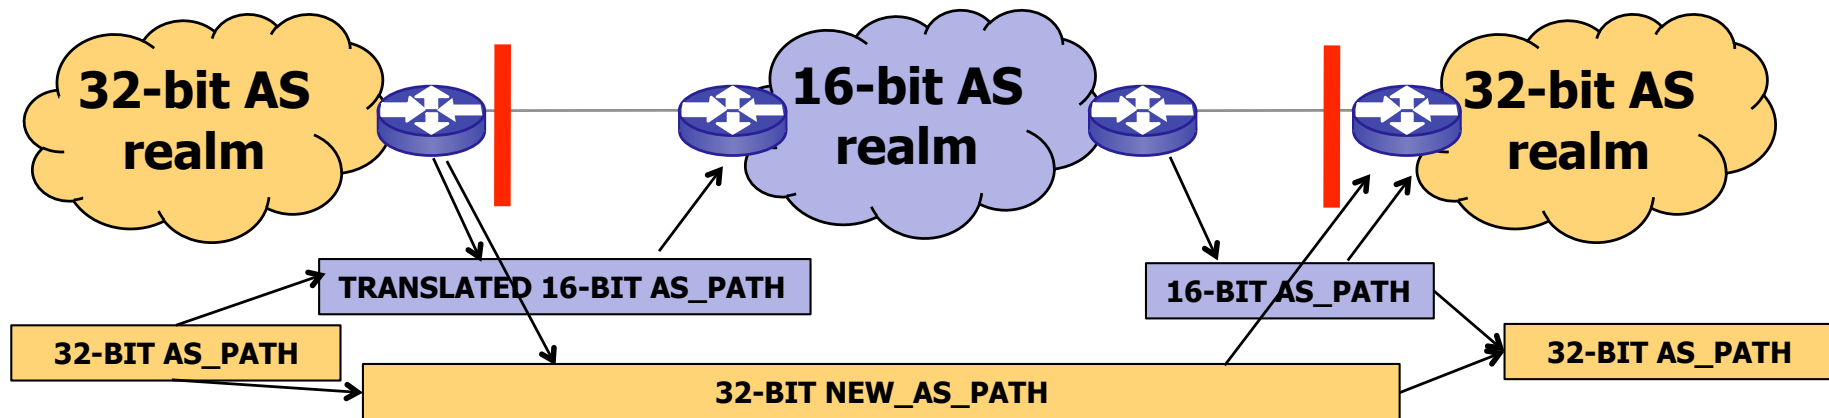 32-bit AS
realm
16-bit AS
realm
32-bit AS
realm
TRANSLATED 16-BIT AS_PATH
16-BIT AS_PATH
32-BIT AS_PATH
32-BIT AS_PATH
32-BIT NEW_AS_PATH